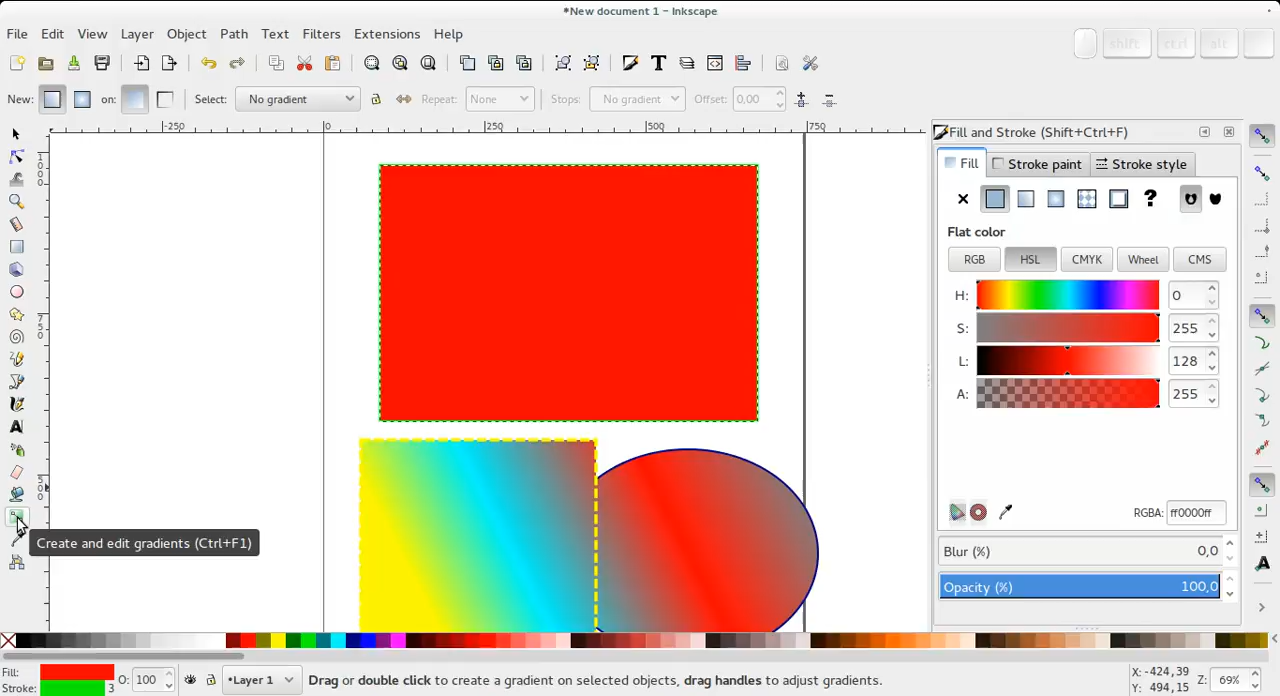 *New document 1 - Inkscape
File Edit View Layer Object Path Text Filters Extensions Help
shift ctrl alt
New: on: Select: No gradient Repeat: None Stops: No gradient Offset: 0,00
-250 0 250 500 750
Fill and Stroke (Shift+Ctrl+F)
Fill Stroke paint Stroke style
Flat color
RGB HSL CMYK Wheel CMS
H: 0
S: 255
L: 128
A: 255
RGBA: ff0000ff
Create and edit gradients (Ctrl+F1)
Blur (%) 0,0
Opacity (%) 100,0
Fill: O: 100 •Layer 1 Drag or double click to create a gradient on selected objects, drag handles to adjust gradients. X:-424,39 Z: 69%
Stroke: 3 Y: 494,15